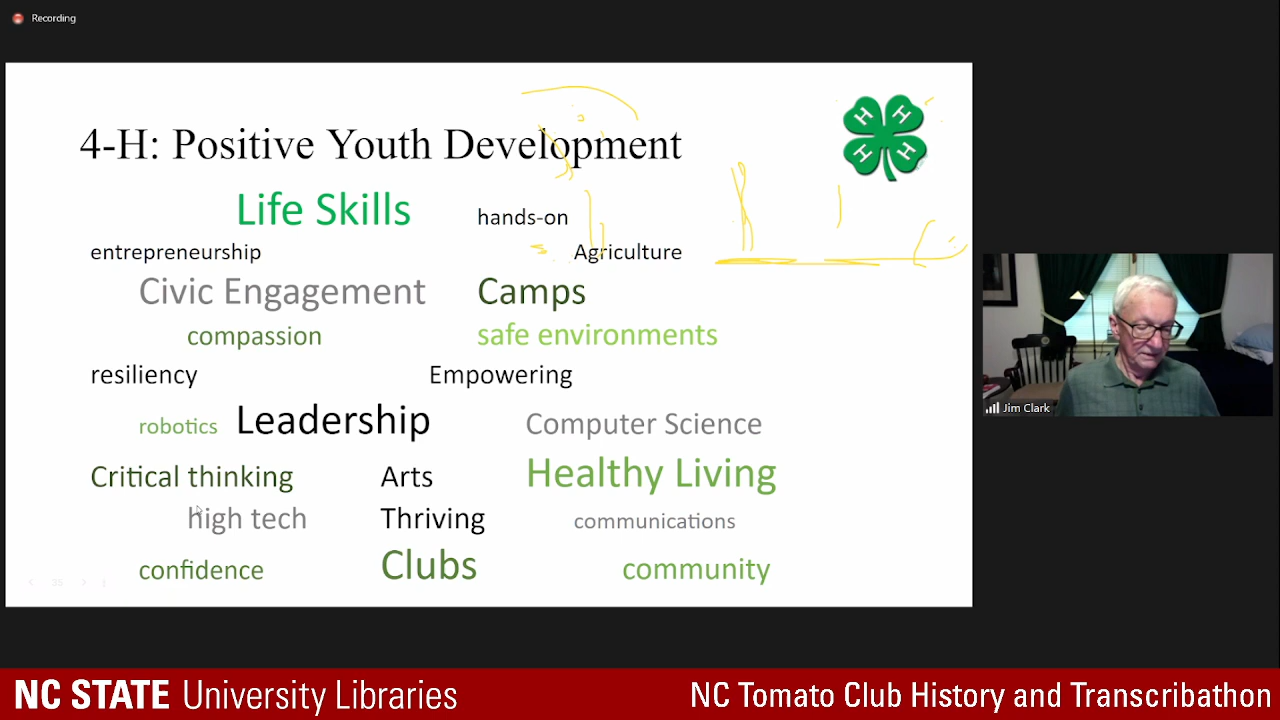 Recording
4-H: Positive Youth Development
H H
H H
Life Skills hands-on
entrepreneurship Agriculture
Civic Engagement Camps
compassion safe environments
resiliency Empowering
robotics Leadership Computer Science
Critical thinking Arts Healthy Living
high tech Thriving communications
confidence Clubs community
35
Jim Clark
NC STATE University Libraries NC Tomato Club History and Transcribathon